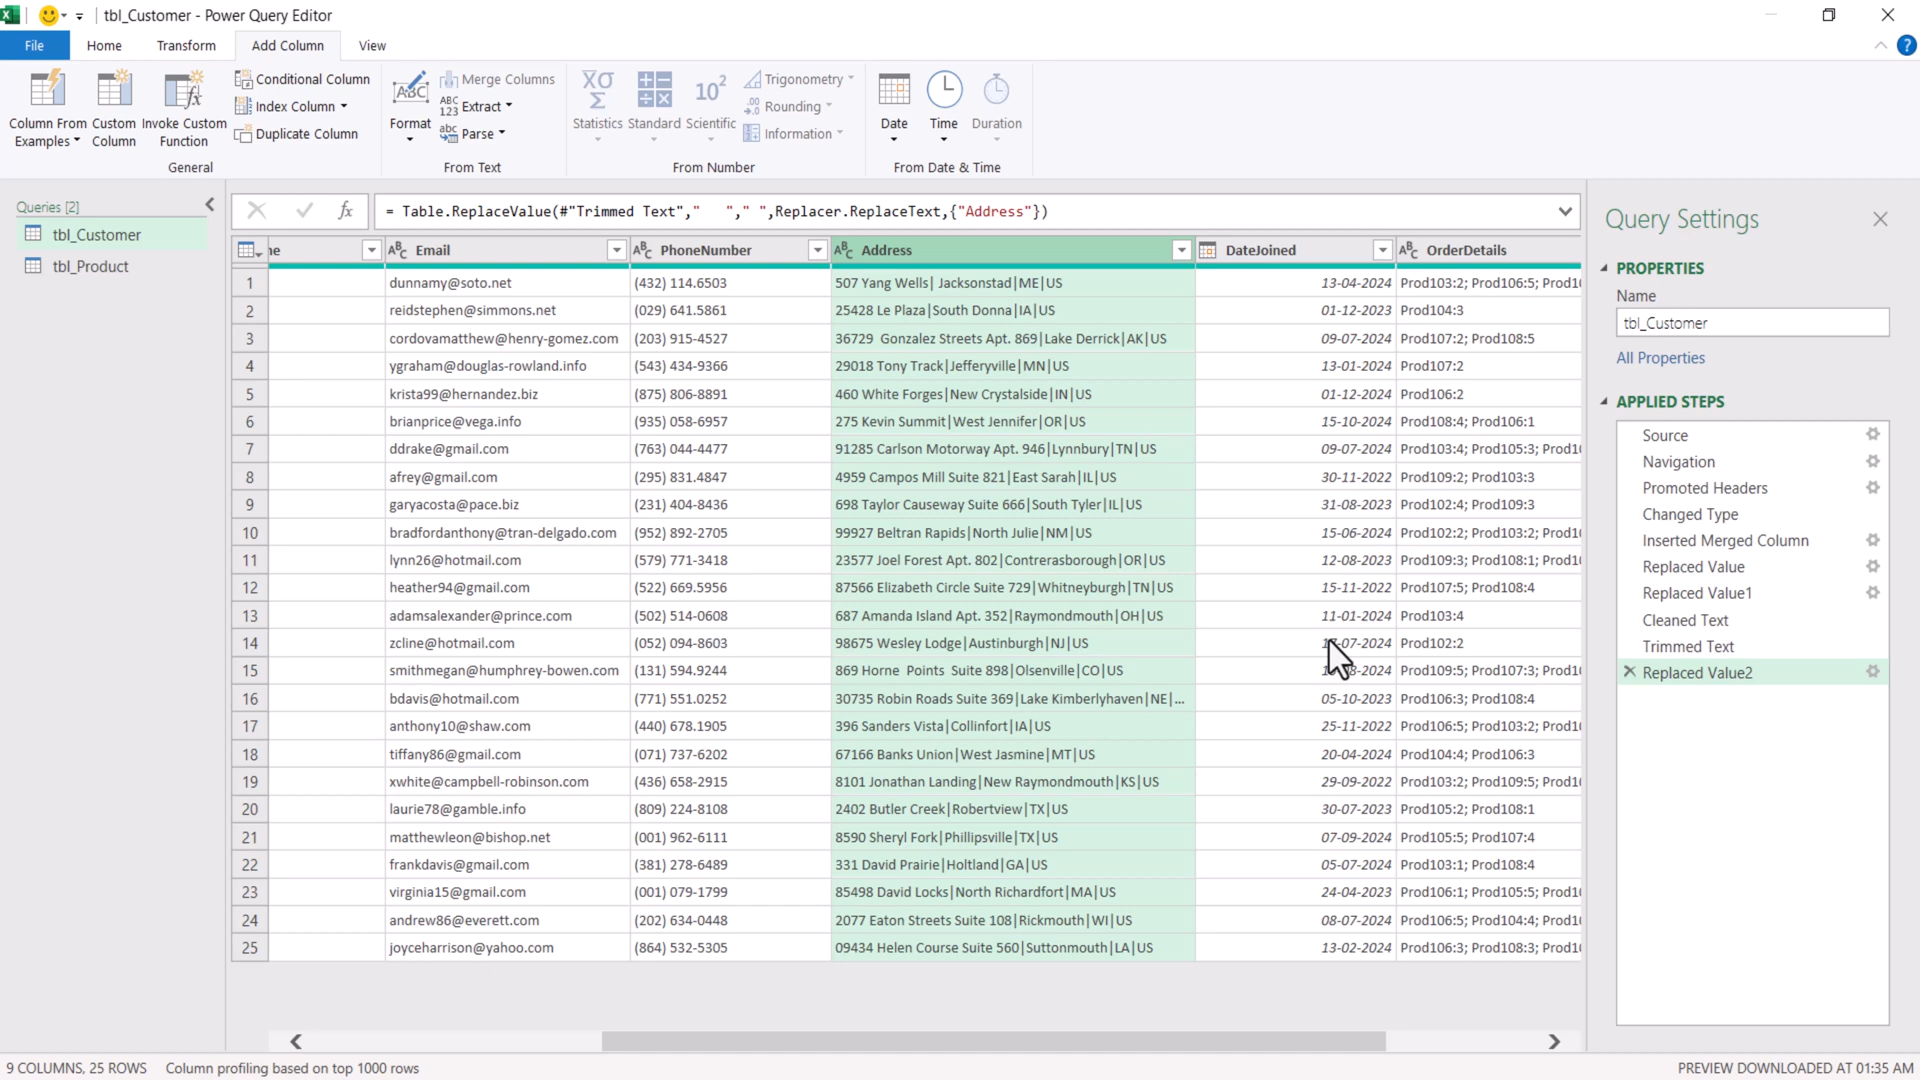 tbl_Customer - Power Query Editor
File Home Transform Add Column View
Column From Examples
Custom Column
Invoke Custom Function
Conditional Column
Index Column
Duplicate Column
General
Format
Merge Columns
Extract
Parse
From Text
Statistics
Standard
Scientific
Trigonometry
Rounding
Information
From Number
Date
Time
Duration
From Date & Time
Queries [2]
tbl_Customer
tbl_Product
= Table.ReplaceValue(#"Trimmed Text","   "," ",Replacer.ReplaceText,{"Address"})
Email PhoneNumber Address DateJoined OrderDetails
1 dunnamy@soto.net (432) 114.6503 507 Yang Wells| Jacksonstad|ME|US 13-04-2024 Prod103:2; Prod106:5; Prod1
2 reidstephen@simmons.net (029) 641.5861 25428 Le Plaza|South Donna|IA|US 01-12-2023 Prod104:3
3 cordovamatthew@henry-gomez.com (203) 915-4527 36729  Gonzalez Streets Apt. 869|Lake Derrick|AK|US 09-07-2024 Prod107:2; Prod108:5
4 ygraham@douglas-rowland.info (543) 434-9366 29018 Tony Track|Jefferyville|MN|US 13-01-2024 Prod107:2
5 krista99@hernandez.biz (875) 806-8891 460 White Forges|New Crystalside|IN|US 01-12-2024 Prod106:2
6 brianprice@vega.info (935) 058-6957 275 Kevin Summit|West Jennifer|OR|US 15-10-2024 Prod108:4; Prod106:1
7 ddrake@gmail.com (763) 044-4477 91285 Carlson Motorway Apt. 946|Lynnbury|TN|US 09-07-2024 Prod103:4; Prod105:3; Prod10
8 afrey@gmail.com (295) 831.4847 4959 Campos Mill Suite 821|East Sarah|IL|US 30-11-2022 Prod109:2; Prod103:3
9 garyacosta@pace.biz (231) 404-8436 698 Taylor Causeway Suite 666|South Tyler|IL|US 31-08-2023 Prod102:4; Prod109:3
10 bradfordanthony@tran-delgado.com (952) 892-2705 99927 Beltran Rapids|North Julie|NM|US 15-06-2024 Prod102:2; Prod103:2; Prod1
11 lynn26@hotmail.com (579) 771-3418 23577 Joel Forest Apt. 802|Contrerasborough|OR|US 12-08-2023 Prod109:3; Prod108:1; Prod1
12 heather94@gmail.com (522) 669.5956 87566 Elizabeth Circle Suite 729|Whitneyburgh|TN|US 15-11-2022 Prod107:5; Prod108:4
13 adamsalexander@prince.com (502) 514-0608 687 Amanda Island Apt. 352|Raymondmouth|OH|US 11-01-2024 Prod103:4
14 zcline@hotmail.com (052) 094-8603 98675 Wesley Lodge|Austinburgh|NJ|US -07-2024 Prod102:2
15 smithmegan@humphrey-bowen.com (131) 594.9244 869 Horne  Points  Suite 898|Olsenville|CO|US -2024 Prod109:5; Prod107:3; Prod1
16 bdavis@hotmail.com (771) 551.0252 30735 Robin Roads Suite 369|Lake Kimberlyhaven|NE|... 05-10-2023 Prod106:3; Prod108:4
17 anthony10@shaw.com (440) 678.1905 396 Sanders Vista|Collinfort|IA|US 25-11-2022 Prod106:5; Prod103:2; Prod1
18 tiffany86@gmail.com (071) 737-6202 67166 Banks Union|West Jasmine|MT|US 20-04-2024 Prod104:4; Prod106:3
19 xwhite@campbell-robinson.com (436) 658-2915 8101 Jonathan Landing|New Raymondmouth|KS|US 29-09-2022 Prod103:2; Prod109:5; Prod1
20 laurie78@gamble.info (809) 224-8108 2402 Butler Creek|Robertview|TX|US 30-07-2023 Prod105:2; Prod108:1
21 matthewleon@bishop.net (001) 962-6111 8590 Sheryl Fork|Phillipsville|TX|US 07-09-2024 Prod105:5; Prod107:4
22 frankdavis@gmail.com (381) 278-6489 331 David Prairie|Holtland|GA|US 05-07-2024 Prod103:1; Prod108:4
23 virginia15@gmail.com (001) 079-1799 85498 David Locks|North Richardfort|MA|US 24-04-2023 Prod106:1; Prod105:5; Prod1
24 andrew86@everett.com (202) 634-0448 2077 Eaton Streets Suite 108|Rickmouth|WI|US 08-07-2024 Prod106:5; Prod104:4; Prod1
25 joyceharrison@yahoo.com (864) 532-5305 09434 Helen Course Suite 560|Suttonmouth|LA|US 13-02-2024 Prod106:3; Prod108:3; Prod1
Query Settings
PROPERTIES
Name
tbl_Customer
All Properties
APPLIED STEPS
Source
Navigation
Promoted Headers
Changed Type
Inserted Merged Column
Replaced Value
Replaced Value1
Cleaned Text
Trimmed Text
Replaced Value2
9 COLUMNS, 25 ROWS Column profiling based on top 1000 rows PREVIEW DOWNLOADED AT 01:35 AM